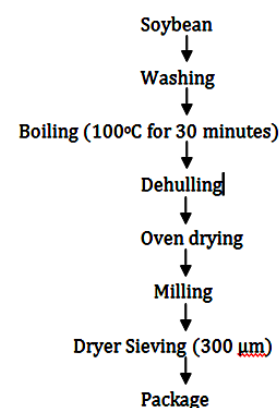 Soybean
Washing
Boiling (100ᵒC for 30 minutes)
Dehulling
Oven drying
Milling
Dryer Sieving (300 µm)
Package